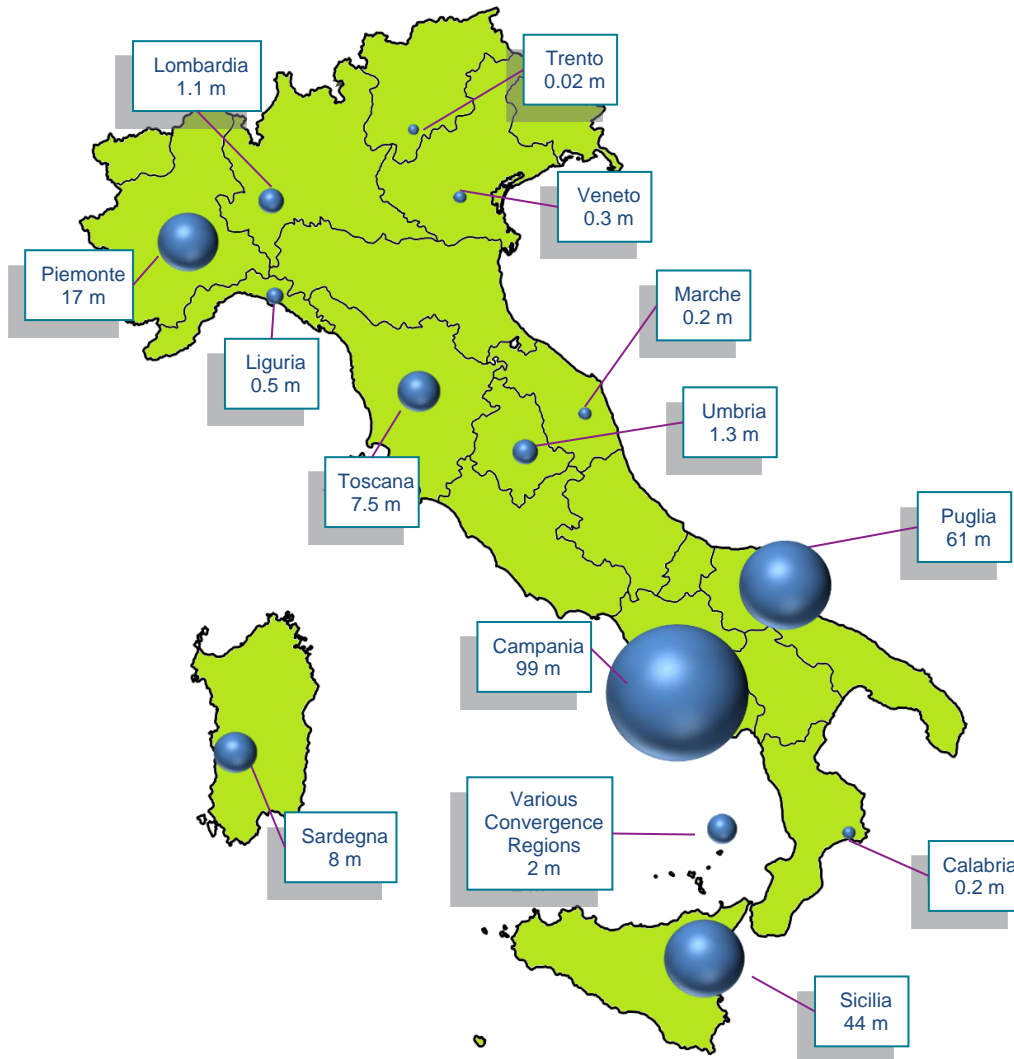 Lombardia
1.1 m
Trento
0.02 m
Veneto
0.3 m
Piemonte
17 m
Marche
0.2 m
Liguria
0.5 m
Umbria
1.3 m
Toscana
7.5 m
Puglia
61 m
Campania
99 m
Various
Convergence
Regions
2 m
Sardegna
8 m
Calabria
0.2 m
Sicilia
44 m